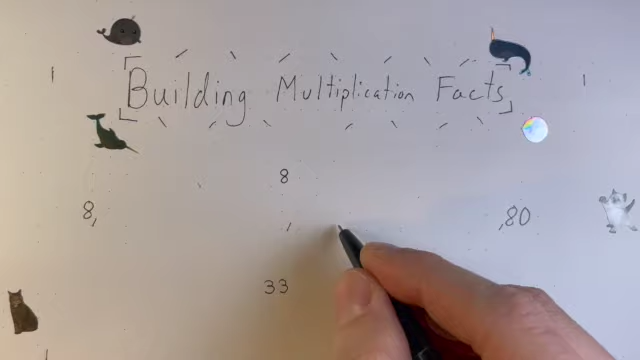 Building Multiplication Facts
8
8, , ,80
33